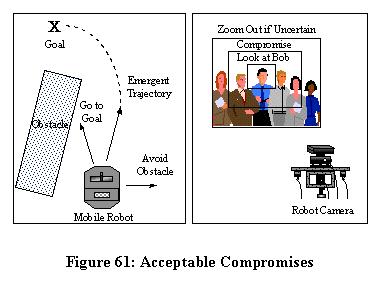 X
Goal
Emergent
Trajectory
Go to
Goal
Obstacle
Avoid
Obstacle
Mobile Robot
Zoom Out if Uncertain
Compromise
Look at Bob
Robot Camera
Figure 61: Acceptable Compromises